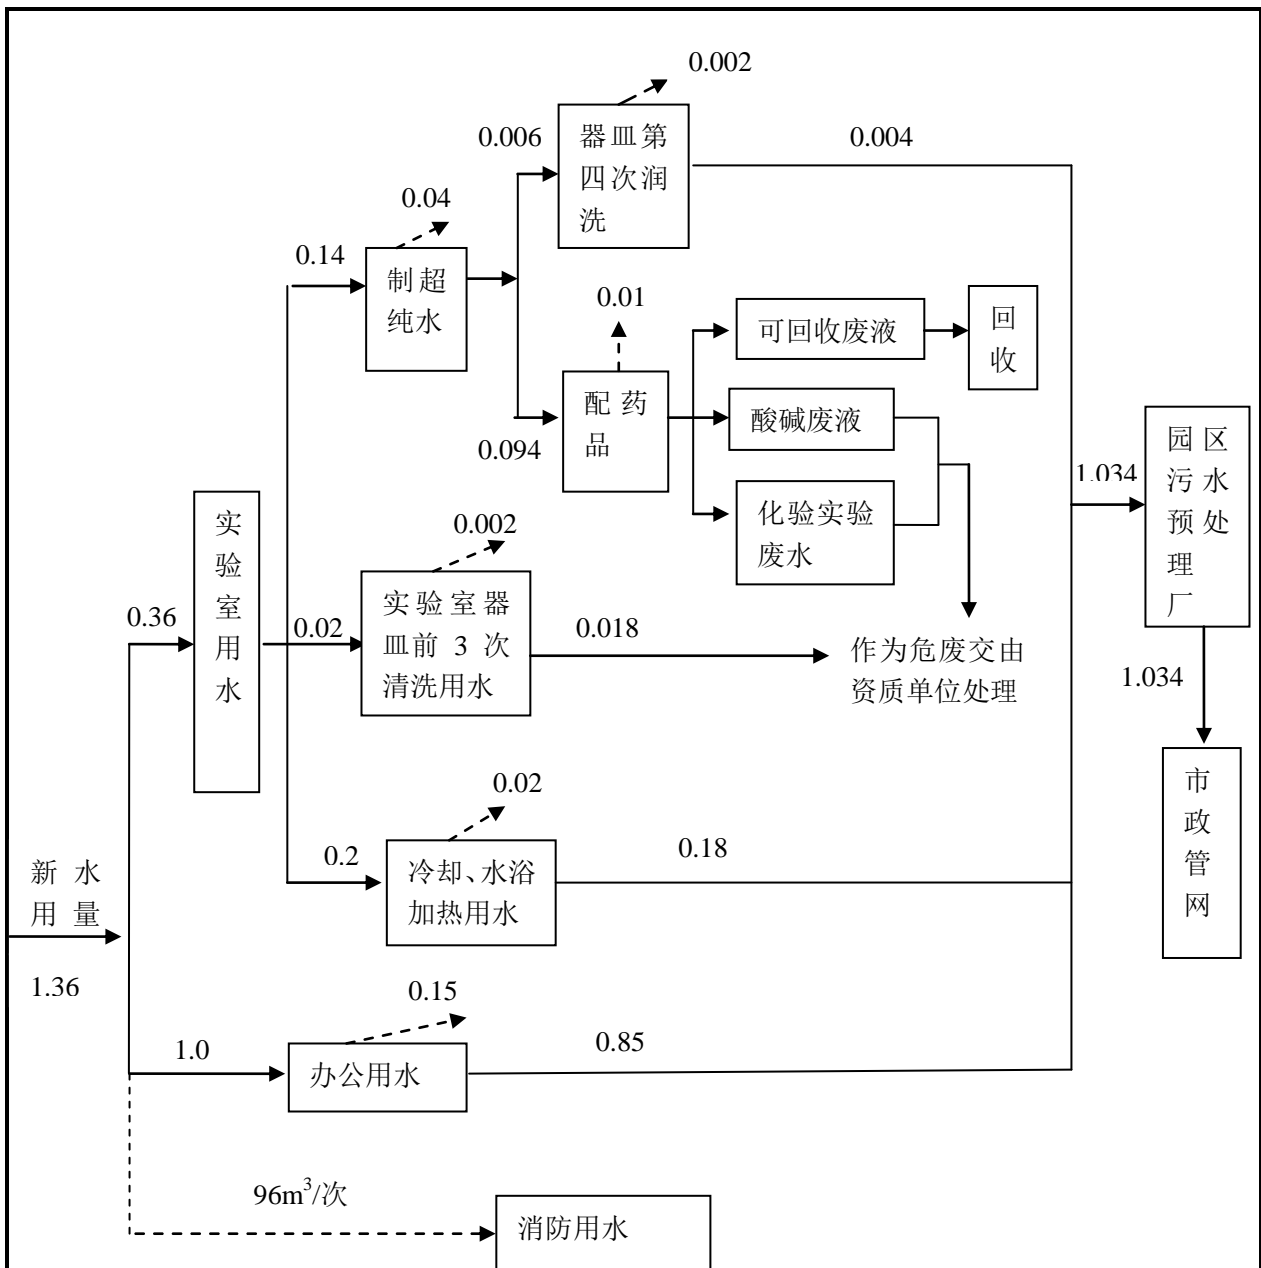 0.002
0.006
器皿第
四次润
洗
0.004
0.04
0.14
制超
纯水
0.01
可回收废液
回
收
配药
品
0.094
酸碱废液
化验实验
废水
园区
污水
预处
理
厂
1.034
1.034
市
政
管
网
实
验
室
用
水
0.36
0.002
0.02
实验室器
皿前 3 次
清洗用水
0.018
作为危废交由
资质单位处理
0.02
0.2
冷却、水浴
加热用水
0.18
新水
用量
1.36
0.15
1.0
办公用水
0.85
96m³/次
消防用水